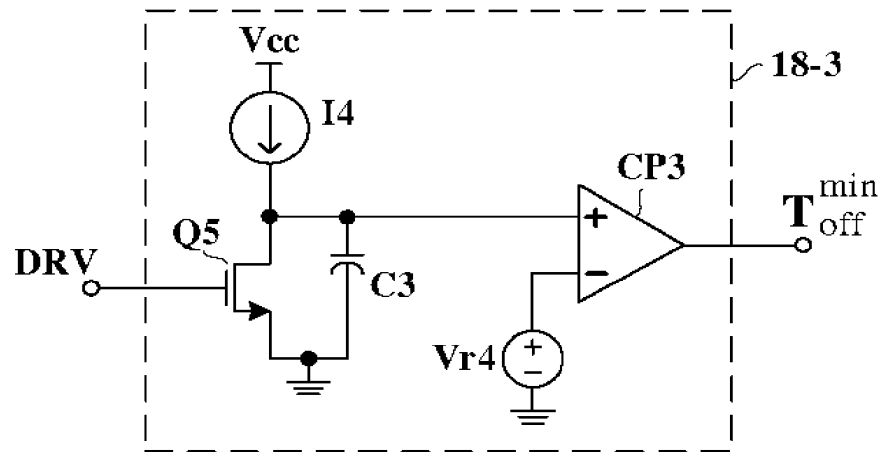 Vcc
18-3
I4
CP3
Q5
+
T min off
DRV
C3
−
Vr4
+
−